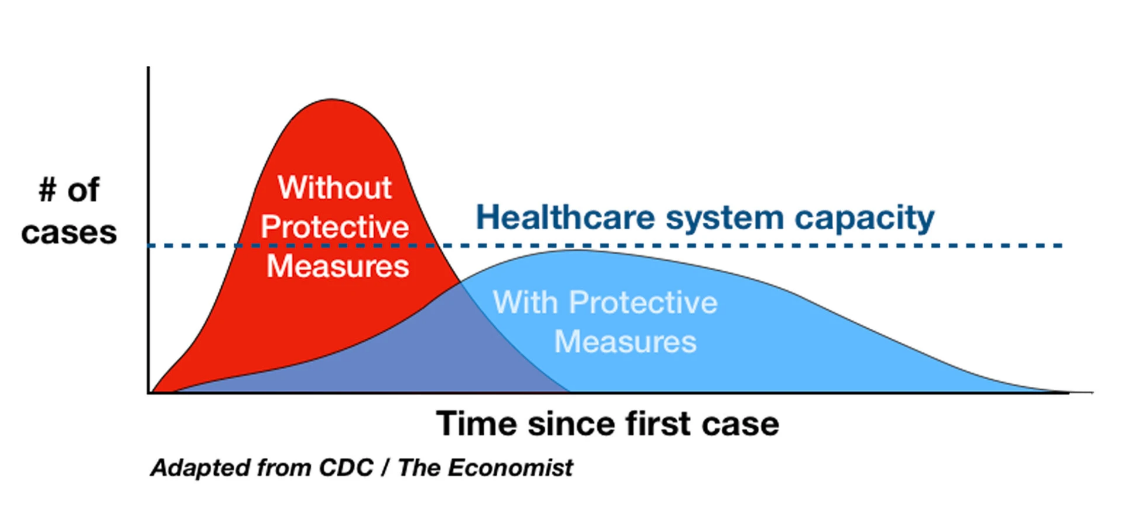 # of
cases
Without
Protective
Measures
Healthcare system capacity
With Protective
Measures
Time since first case
Adapted from CDC / The Economist